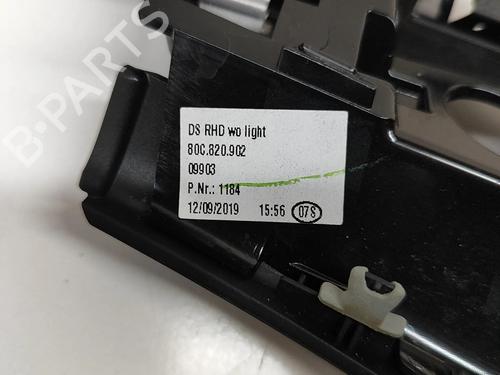 B-PARTS
DS RHD wo light
80C.820.902
09903
P.Nr.: 1184
12/09/2019 15:56 07S